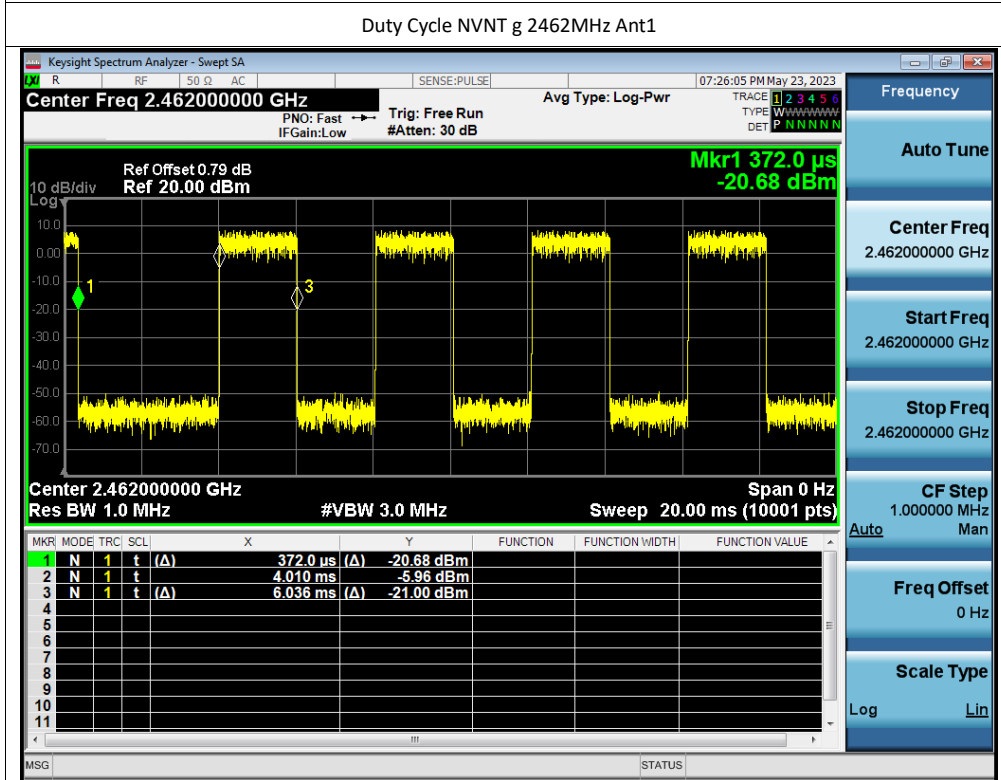 Duty Cycle NVNT g 2462MHz Ant1
Keysight Spectrum Analyzer - Swept SA
LXI R RF 50 Ω AC SENSE:PULSE 07:26:05 PM May 23, 2023
Center Freq 2.462000000 GHz Avg Type: Log-Pwr TRACE 1 2 3 4 5 6
PNO: Fast Trig: Free Run TYPE WWWWWW
IFGain:Low #Atten: 30 dB DET P N N N N N
Mkr1 372.0 µs
-20.68 dBm
Ref Offset 0.79 dB
10 dB/div Ref 20.00 dBm
Log
10.0
0.00
-10.0
-20.0
-30.0
-40.0
-50.0
-60.0
-70.0
1
3
Center 2.462000000 GHz Span 0 Hz
Res BW 1.0 MHz #VBW 3.0 MHz Sweep 20.00 ms (10001 pts)
MKR MODE TRC SCL X Y FUNCTION FUNCTION WIDTH FUNCTION VALUE
1 N 1 t (Δ) 372.0 µs (Δ) -20.68 dBm
2 N 1 t 4.010 ms -5.96 dBm
3 N 1 t (Δ) 6.036 ms (Δ) -21.00 dBm
4
5
6
7
8
9
10
11
MSG STATUS
Frequency
Auto Tune
Center Freq
2.462000000 GHz
Start Freq
2.462000000 GHz
Stop Freq
2.462000000 GHz
CF Step
1.000000 MHz
Auto Man
Freq Offset
0 Hz
Scale Type
Log Lin